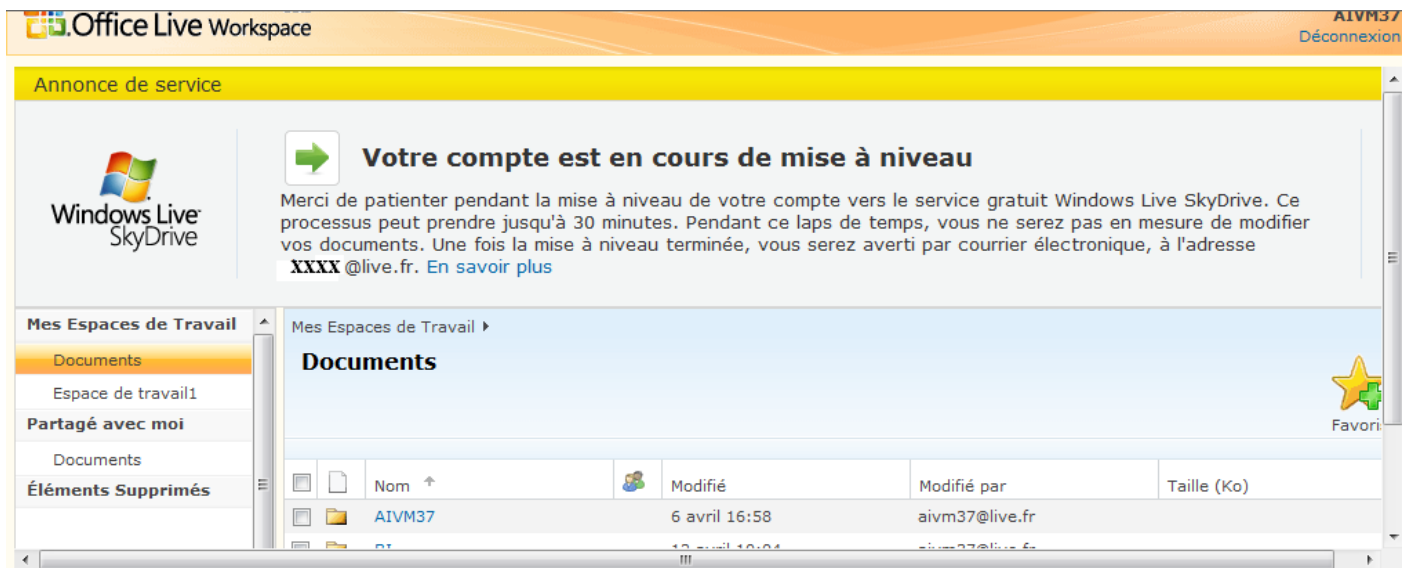 Office Live Workspace
AIVM37
Déconnexion
Annonce de service
Windows Live
SkyDrive
Votre compte est en cours de mise à niveau
Merci de patienter pendant la mise à niveau de votre compte vers le service gratuit Windows Live SkyDrive. Ce
processus peut prendre jusqu'à 30 minutes. Pendant ce laps de temps, vous ne serez pas en mesure de modifier
vos documents. Une fois la mise à niveau terminée, vous serez averti par courrier électronique, à l'adresse
XXXX @live.fr. En savoir plus
Mes Espaces de Travail
Documents
Espace de travail1
Partagé avec moi
Documents
Éléments Supprimés
Mes Espaces de Travail
Documents
Favoris
Nom Modifié Modifié par Taille (Ko)
AIVM37 6 avril 16:58 aivm37@live.fr